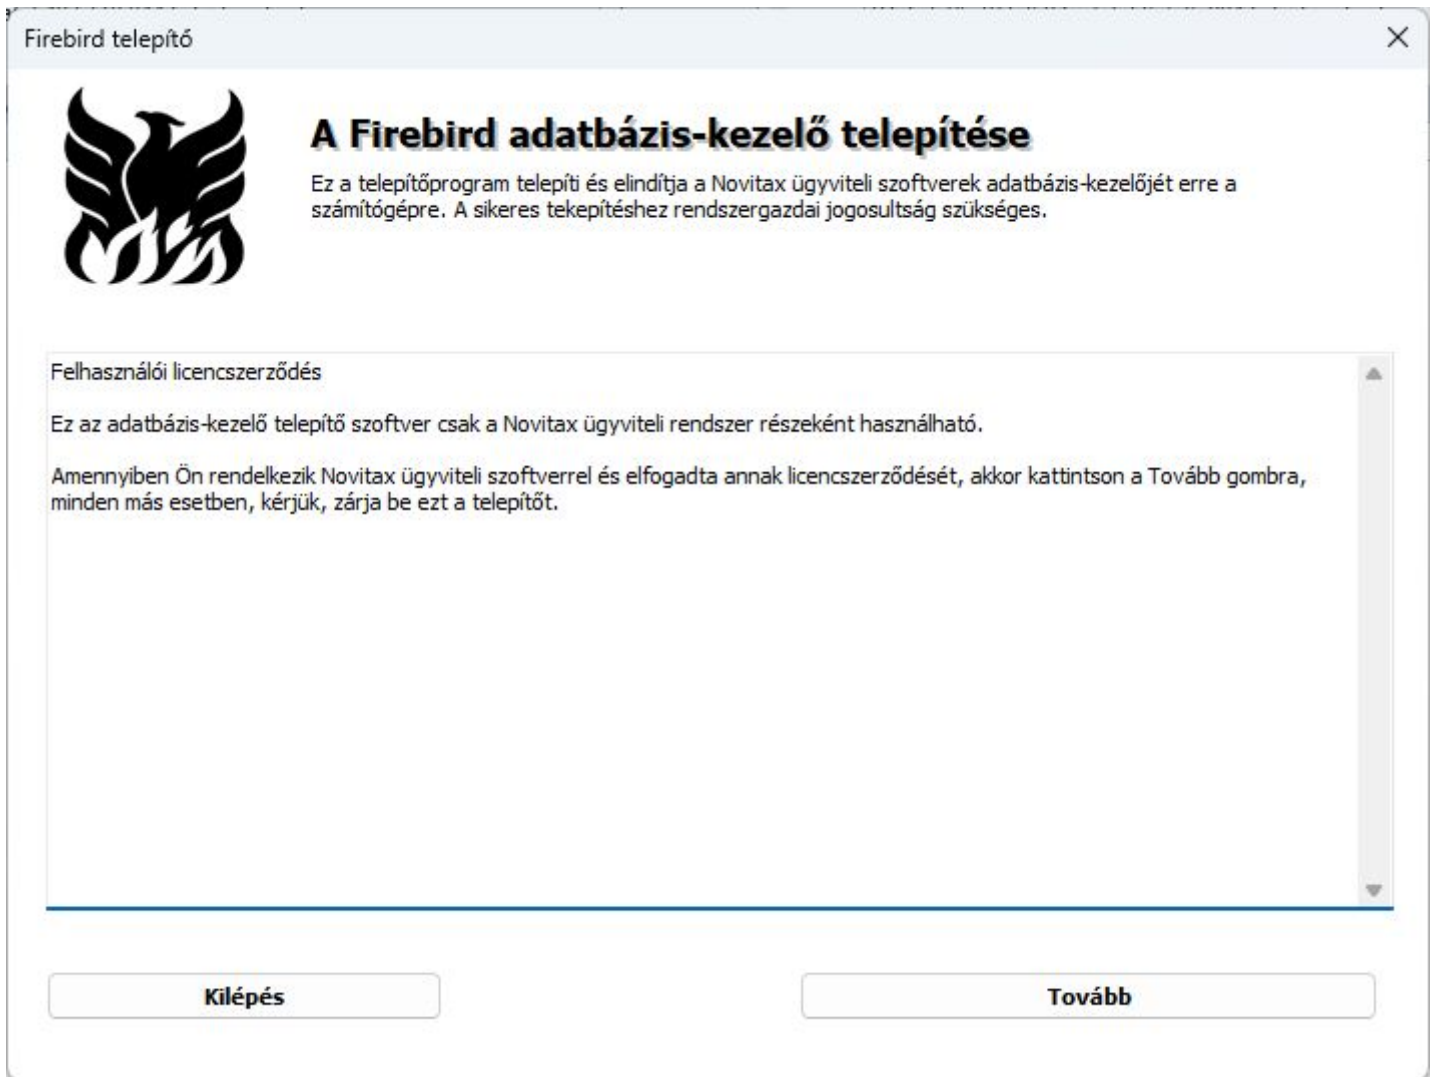 Firebird telepítő
A Firebird adatbázis-kezelő telepítése
Ez a telepítőprogram telepíti és elindítja a Novitax ügyviteli szoftverek adatbázis-kezelőjét erre a
számítógépre. A sikeres tekepítéshez rendszergazdai jogosultság szükséges.
Felhasználói licencszerződés
Ez az adatbázis-kezelő telepítő szoftver csak a Novitax ügyviteli rendszer részeként használható.
Amennyiben Ön rendelkezik Novitax ügyviteli szoftverrel és elfogadta annak licencszerződését, akkor kattintson a Tovább gombra,
minden más esetben, kérjük, zárja be ezt a telepítőt.
Kilépés
Tovább